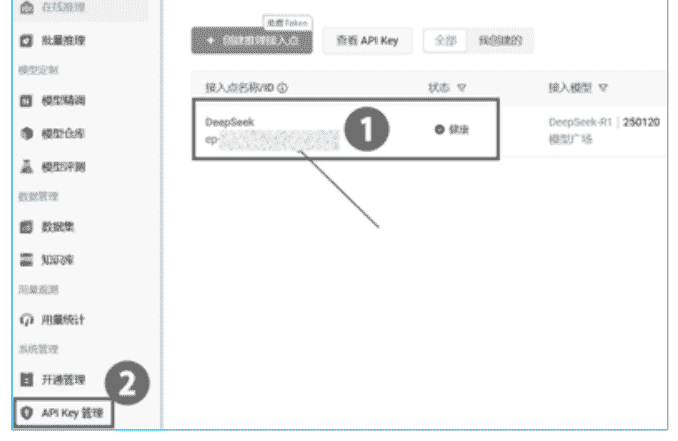 在线推理
批量推理
模型定制
模型精调
模型仓库
模型评测
数据管理
数据集
知识库
用量观测
用量统计
系统管理
开通管理
2
API Key 管理
免费Token
+ 创建推理接入点
查看 API Key
全部
我创建的
接入点名称/ID
状态
接入模型
DeepSeek
ep-
1
健康
DeepSeek-R1 | 250120
模型广场